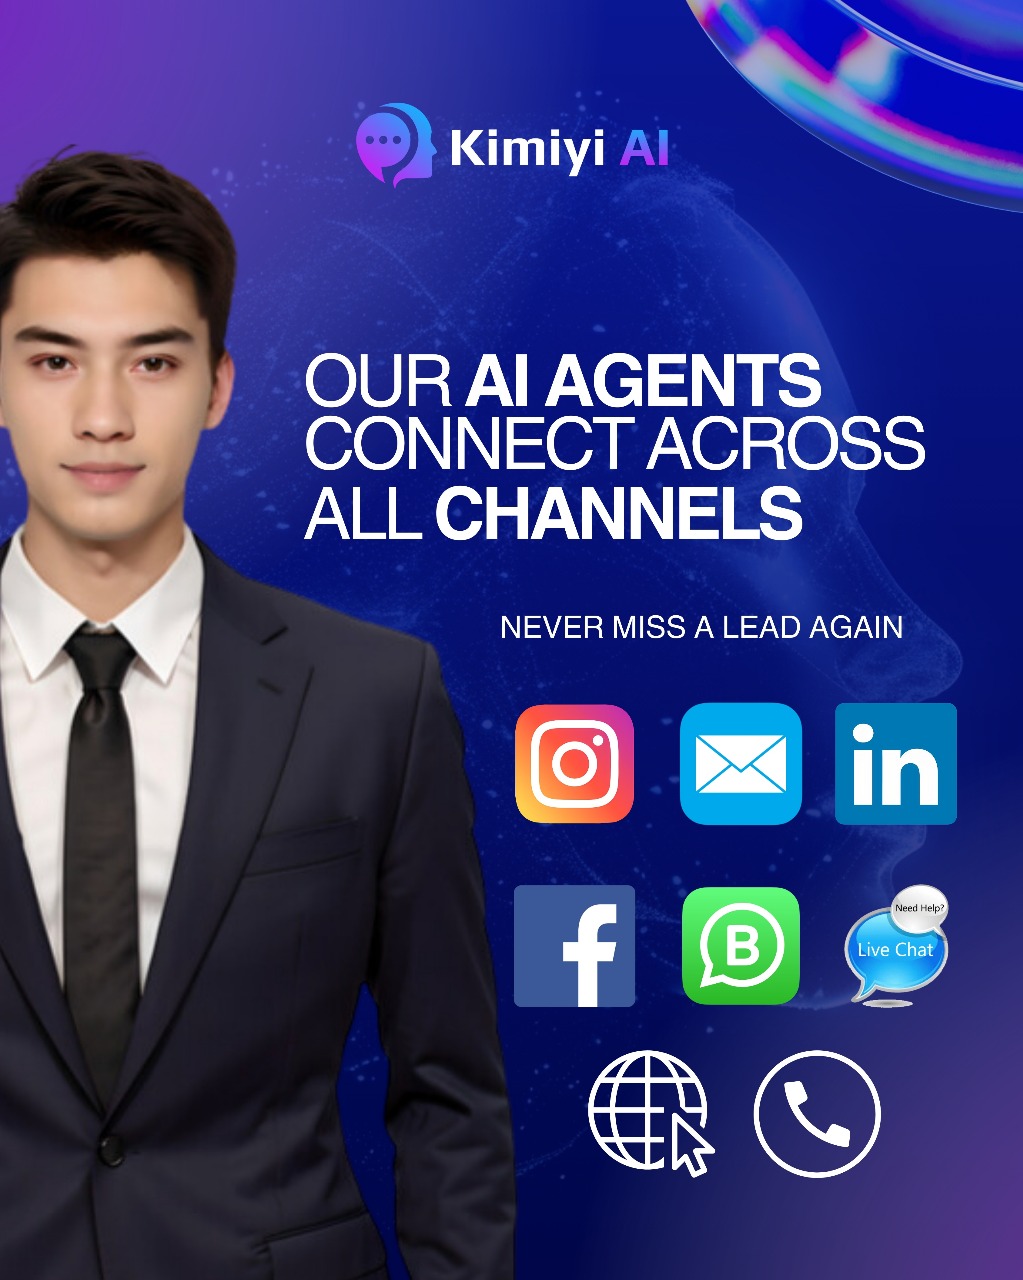 Kimiyi AI
OUR AI AGENTS
CONNECT ACROSS
ALL CHANNELS
NEVER MISS A LEAD AGAIN
in
f
B
Need Help?
Live Chat